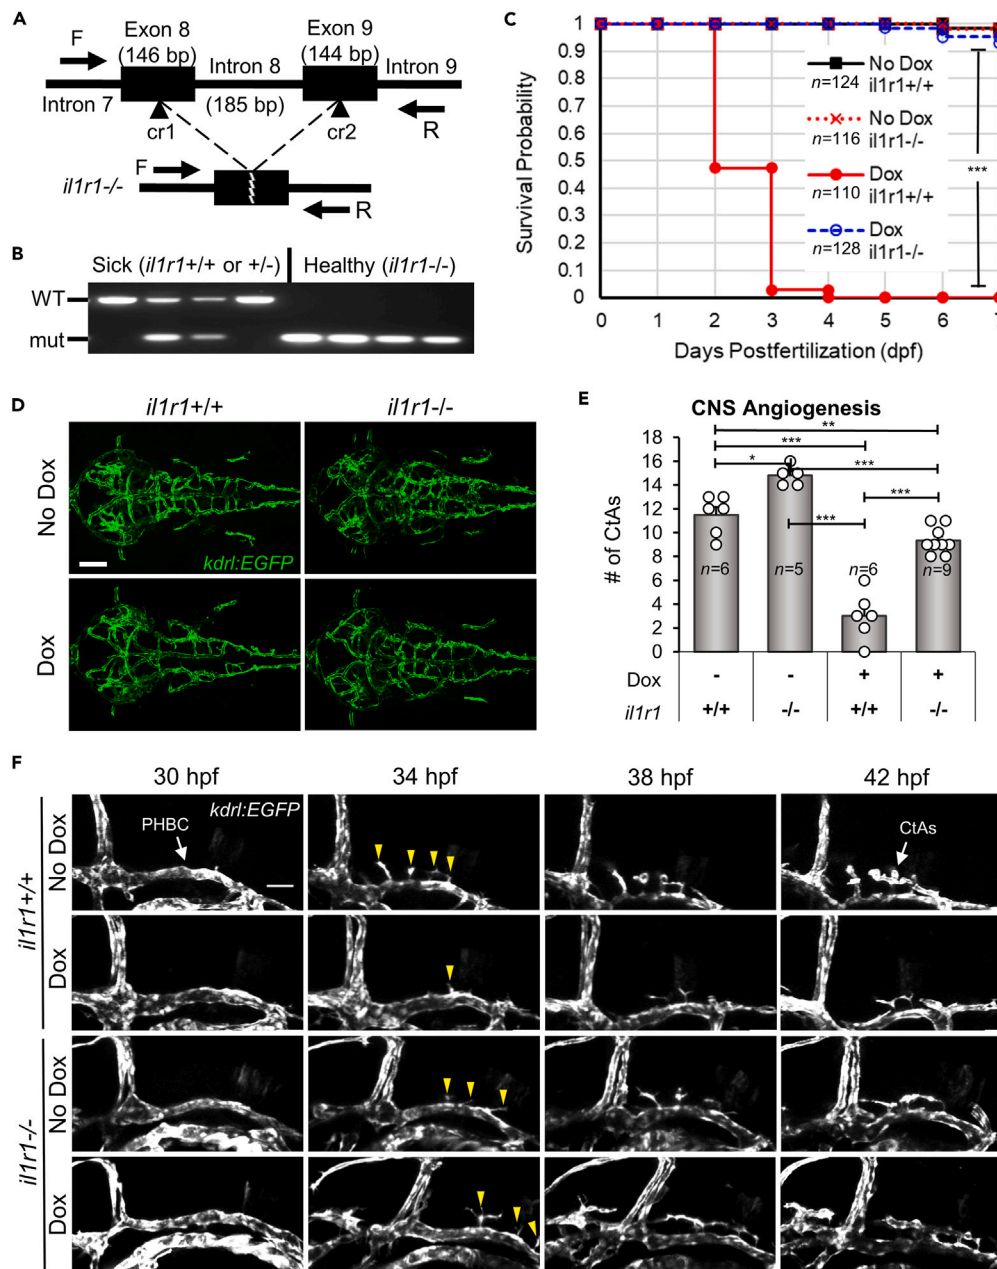 A
Exon 8
(146 bp)
Exon 9
(144 bp)
F
Intron 8
Intron 9
Intron 7
(185 bp)
R
cr1
cr2
F
il1r1-/-
R
B
Sick (il1r1+/+ or +/-)
Healthy (il1r1-/-)
WT
mut
C
Survival Probability
1
0.9
0.8
0.7
0.6
0.5
0.4
0.3
0.2
0.1
0
No Dox
n=124 il1r1+/+
No Dox
n=116 il1r1-/-
Dox
n=110 il1r1+/+
Dox
n=128 il1r1-/-
***
0 1 2 3 4 5 6 7
Days Postfertilization (dpf)
D
il1r1+/+
il1r1-/-
No Dox
kdrl:EGFP
Dox
E
CNS Angiogenesis
# of CtAs
18
16
14
12
10
8
6
4
2
0
**
***
*
***
***
***
n=6
n=5
n=6
n=9
Dox - - + +
il1r1 +/+ -/- +/+ -/-
F
30 hpf
34 hpf
38 hpf
42 hpf
il1r1+/+
No Dox
kdrl:EGFP
PHBC
CtAs
Dox
il1r1-/-
No Dox
Dox